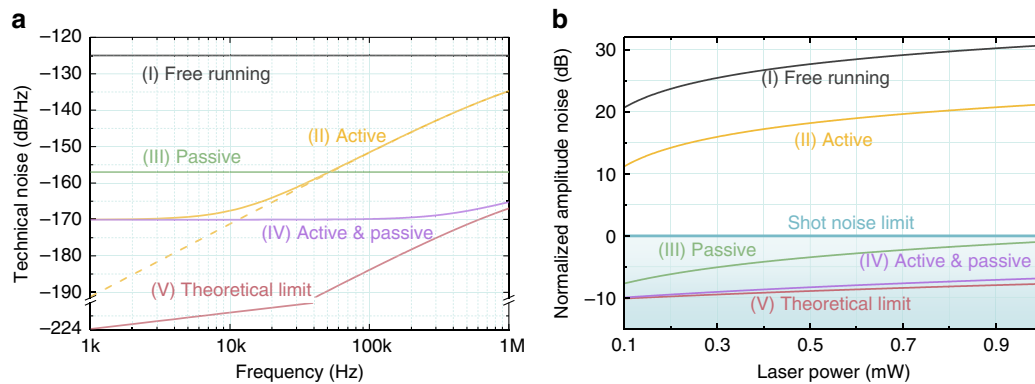 a
Technical noise (dB/Hz)
−120
−130
−140
−150
−160
−170
−180
−190
−224
(I) Free running
(II) Active
(III) Passive
(IV) Active & passive
(V) Theoretical limit
1k
10k
100k
1M
Frequency (Hz)
b
Normalized amplitude noise (dB)
30
20
10
0
−10
(I) Free running
(II) Active
Shot noise limit
(III) Passive
(IV) Active & passive
(V) Theoretical limit
0.1
0.3
0.5
0.7
0.9
Laser power (mW)